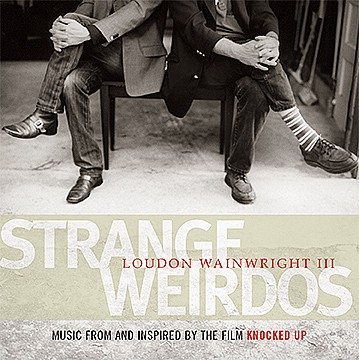 STRANGE
LOUDON WAINWRIGHT III
WEIRDOS
MUSIC FROM AND INSPIRED BY THE FILM KNOCKED UP